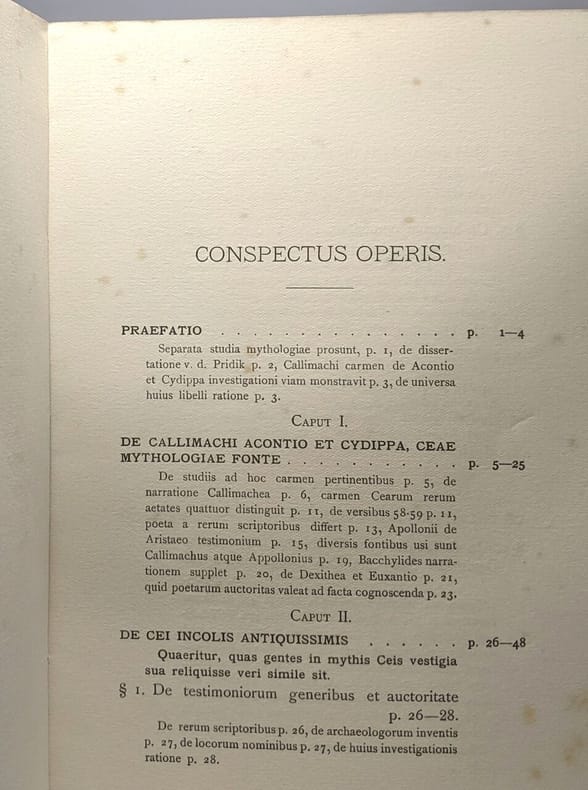 CONSPECTUS OPERIS.
PRAEFATIO . . . . . . . . . . . . . . . p. 1—4
Separata studia mythologiae prosunt, p. 1, de disser-
tatione v. d. Pridik p. 2, Callimachi carmen de Acontio
et Cydippa investigationi viam monstravit p. 3, de universa
huius libelli ratione p. 3.
CAPUT I.
DE CALLIMACHI ACONTIO ET CYDIPPA, CEAE
MYTHOLOGIAE FONTE . . . . . . . . . . . p. 5—25
De studiis ad hoc carmen pertinentibus p. 5, de
narratione Callimachea p. 6, carmen Cearum rerum
aetates quattuor distinguit p. 11, de versibus 58-59 p. 11,
poeta a rerum scriptoribus differt p. 13, Apollonii de
Aristaeo testimonium p. 15, diversis fontibus usi sunt
Callimachus atque Appollonius p. 19, Bacchylides narra-
tionem supplet p. 20, de Dexithea et Euxantio p. 21,
quid poetarum auctoritas valeat ad facta cognoscenda p. 23.
CAPUT II.
DE CEI INCOLIS ANTIQUISSIMIS . . . . . . p. 26—48
Quaeritur, quas gentes in mythis Ceis vestigia
sua reliquisse veri simile sit.
§ 1. De testimoniorum generibus et auctoritate
p. 26—28.
De rerum scriptoribus p. 26, de archaeologorum inventis
p. 27, de locorum nominibus p. 27, de huius investigationis
ratione p. 28.